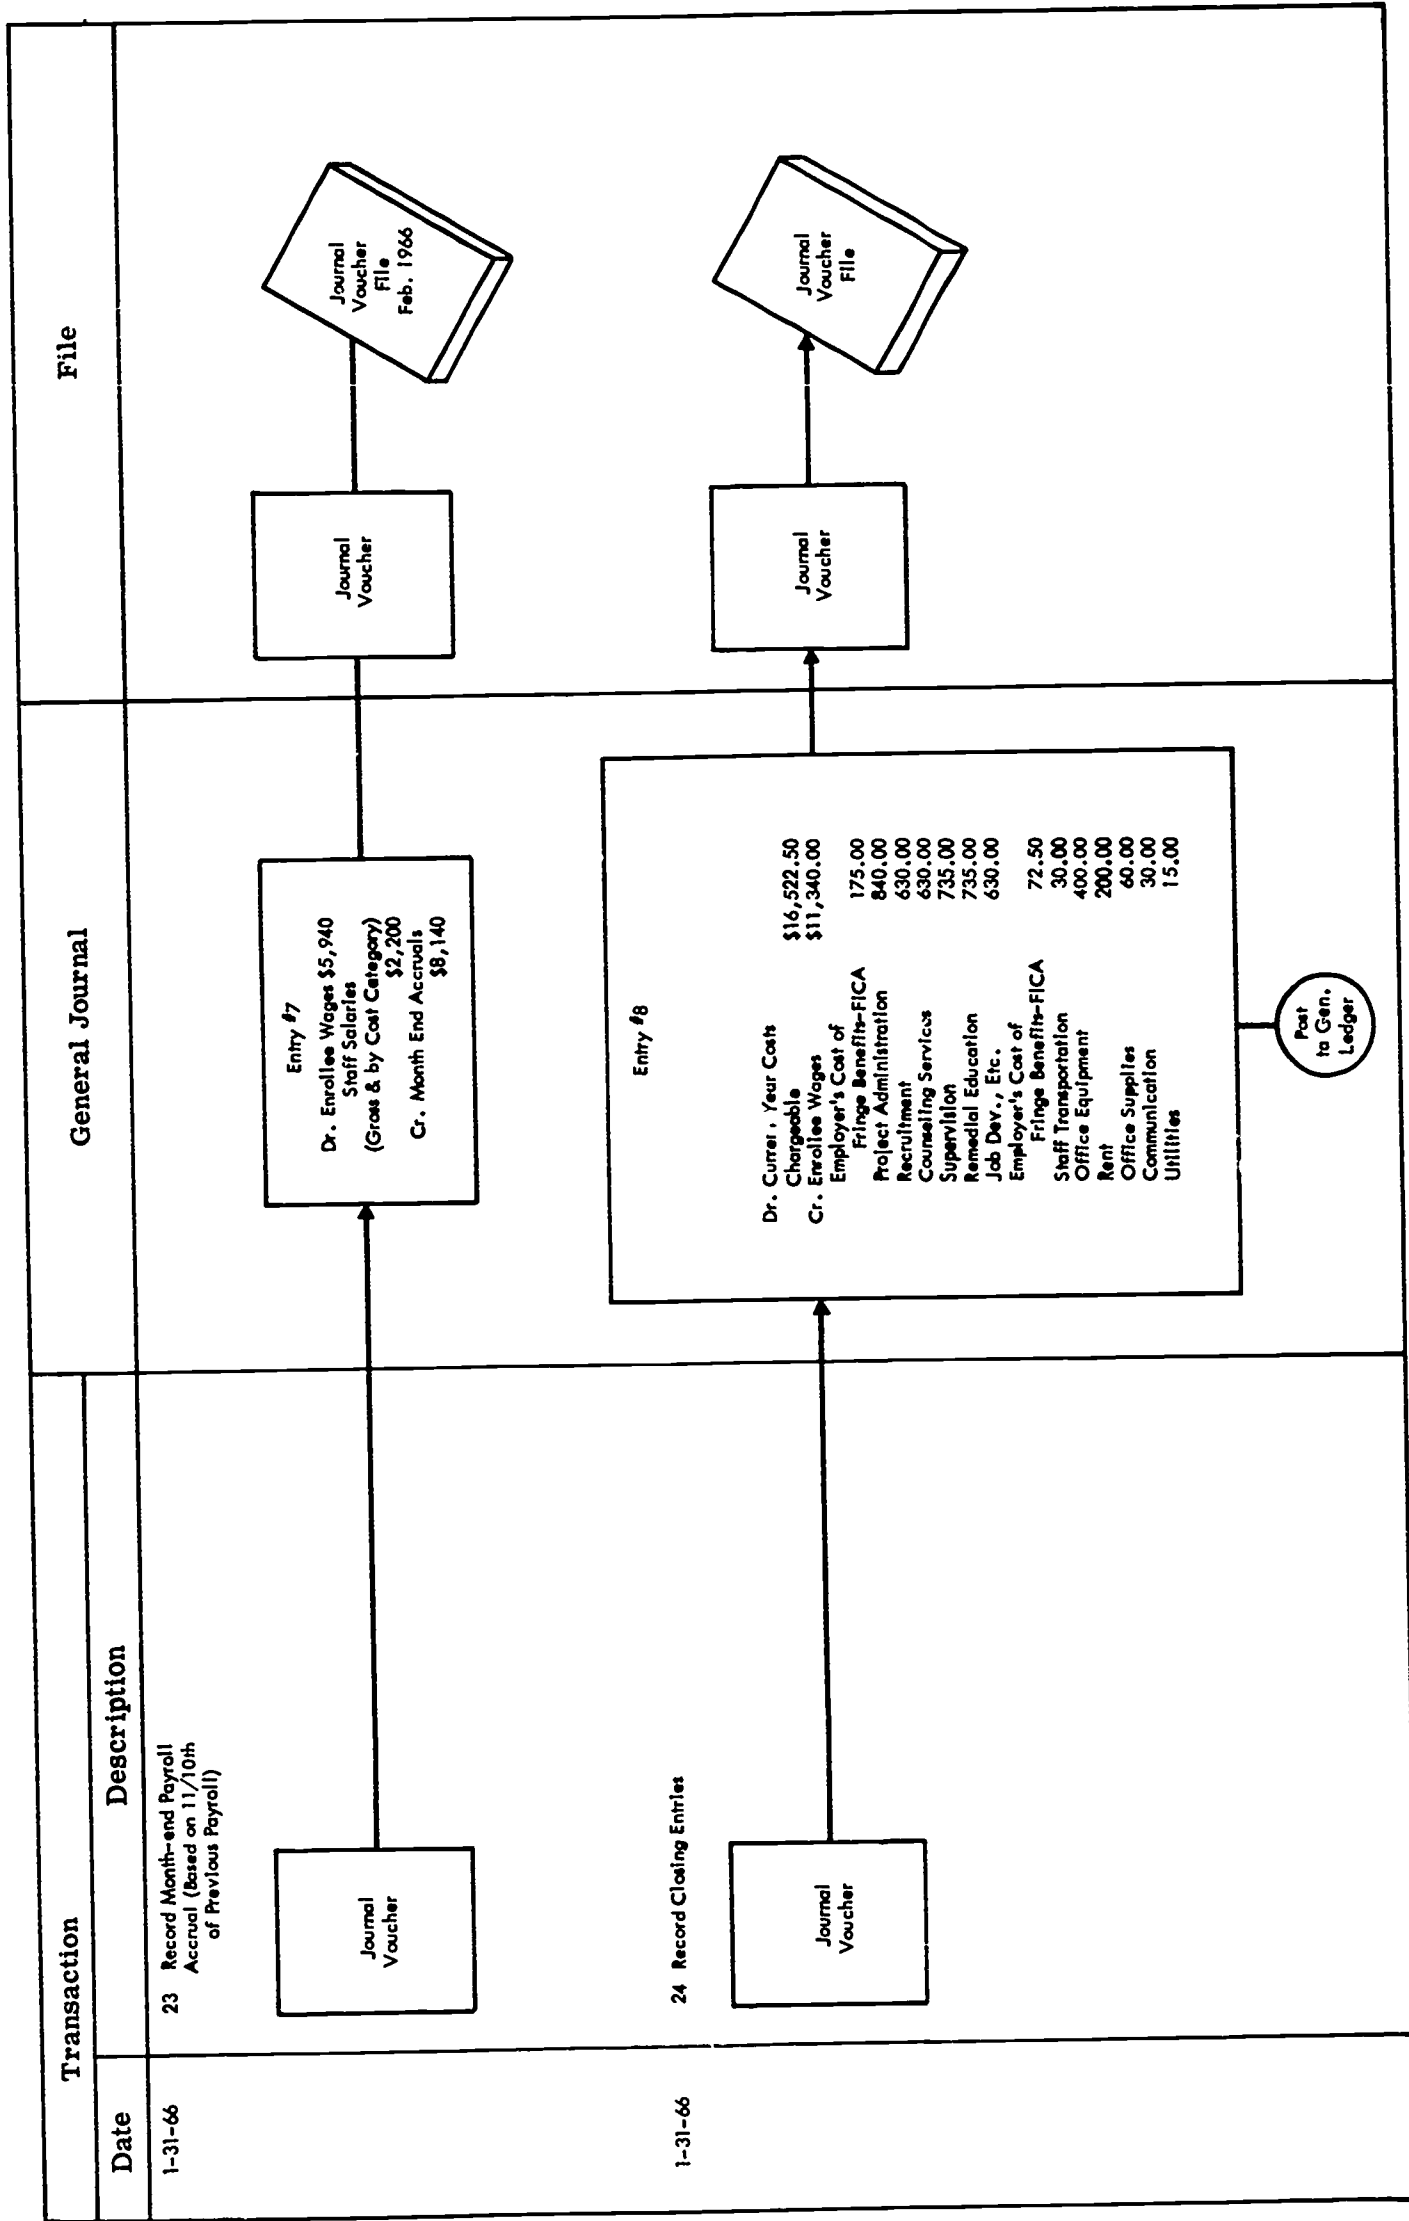 Transaction
General Journal
File
Date
Description
1-31-66
23 Record Month-end Payroll
Accrual (Based on 11/10th
of Previous Payroll)
Journal
Voucher
Entry #7
Dr. Enrollee Wages $5,940
Staff Salaries
(Gross & by Cost Category)
$2,200
Cr. Month End Accruals
$8,140
Journal
Voucher
Journal
Voucher
File
Feb. 1966
1-31-66
24 Record Closing Entries
Journal
Voucher
Entry #8
Dr. Current Year Costs
Chargeable $16,522.50
Cr. Enrollee Wages $11,340.00
Employer's Cost of
Fringe Benefits-FICA 175.00
Project Administration 840.00
Recruitment 630.00
Counseling Services 630.00
Supervision 735.00
Remedial Education 735.00
Job Dev., Etc. 630.00
Employer's Cost of
Fringe Benefits-FICA 72.50
Staff Transportation 30.00
Office Equipment 400.00
Rent 200.00
Office Supplies 60.00
Communication 30.00
Utilities 15.00
Post
to Gen.
Ledger
Journal
Voucher
Journal
Voucher
File